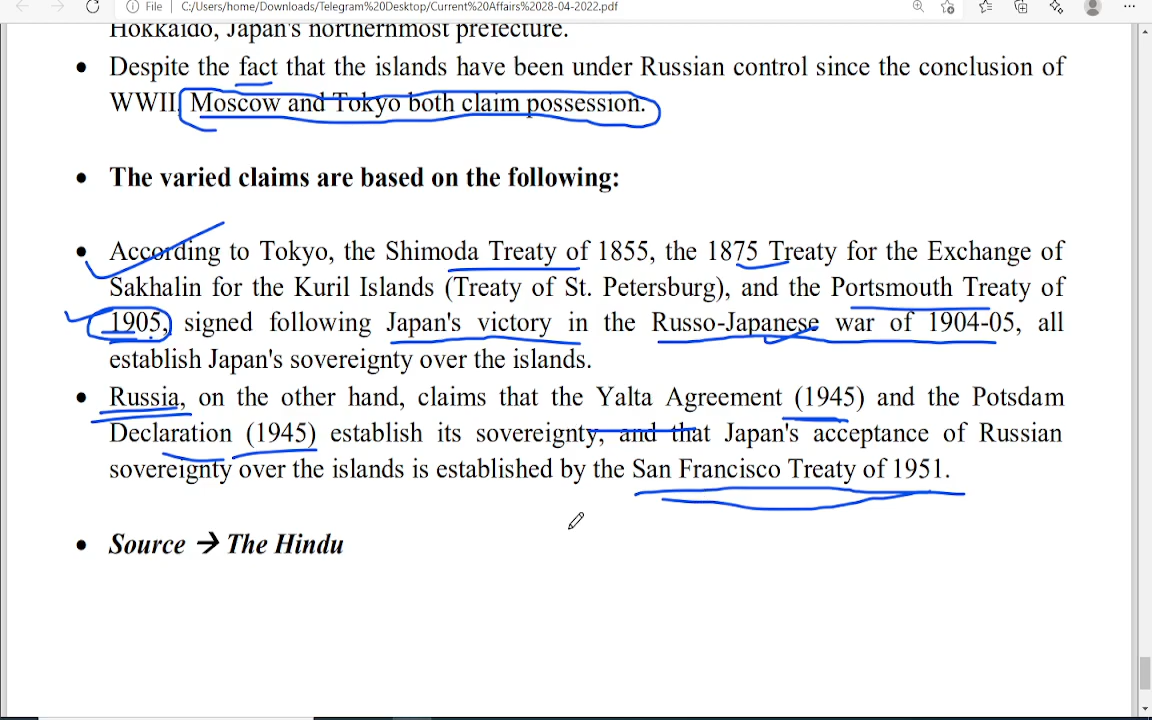 File | C:/Users/home/Downloads/Telegram%20Desktop/Current%20Affairs%2028-04-2022.pdf
Hokkaido, Japan's northernmost prefecture.
• Despite the fact that the islands have been under Russian control since the conclusion of
WWII, Moscow and Tokyo both claim possession.
• The varied claims are based on the following:
• According to Tokyo, the Shimoda Treaty of 1855, the 1875 Treaty for the Exchange of
Sakhalin for the Kuril Islands (Treaty of St. Petersburg), and the Portsmouth Treaty of
1905, signed following Japan's victory in the Russo-Japanese war of 1904-05, all
establish Japan's sovereignty over the islands.
• Russia, on the other hand, claims that the Yalta Agreement (1945) and the Potsdam
Declaration (1945) establish its sovereignty, and that Japan's acceptance of Russian
sovereignty over the islands is established by the San Francisco Treaty of 1951.
• Source → The Hindu